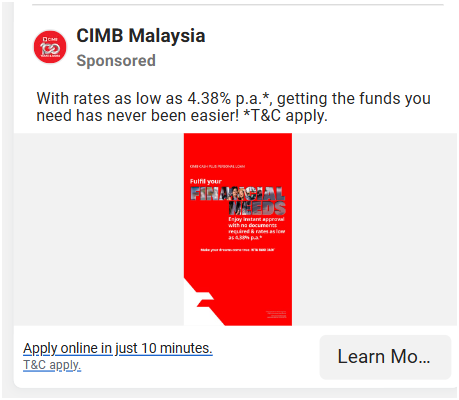 CIMB
100
CIMB Malaysia
Sponsored
With rates as low as 4.38% p.a.*, getting the funds you
need has never been easier! *T&C apply.
CIMB CASH PLUS PERSONAL LOAN
Fulfil your
FINANCIAL
NEEDS
Enjoy instant approval
with no documents
required & rates as low
as 4.38% p.a.*
Apply online in just 10 minutes.
T&C apply.
Learn Mo...